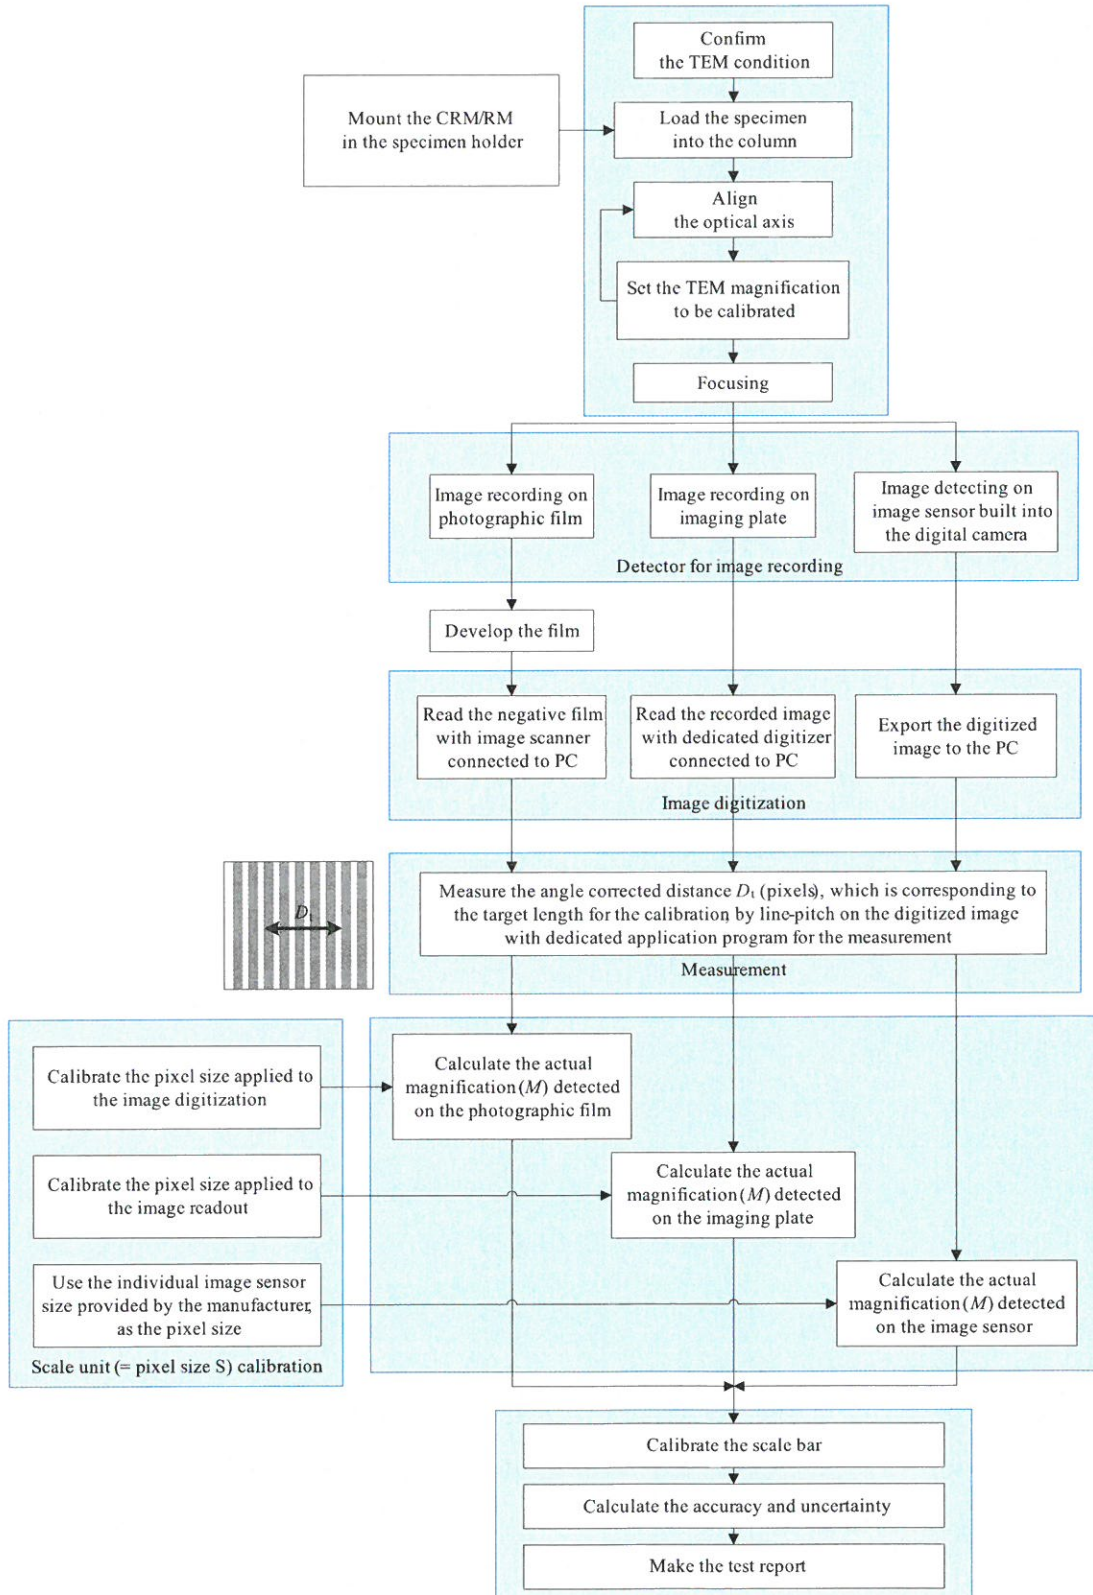 Confirm
the TEM condition
Mount the CRM/RM
in the specimen holder
Load the specimen
into the column
Align
the optical axis
Set the TEM magnification
to be calibrated
Focusing
Image recording on
photographic film
Image recording on
imaging plate
Image detecting on
image sensor built into
the digital camera
Detector for image recording
Develop the film
Read the negative film
with image scanner
connected to PC
Read the recorded image
with dedicated digitizer
connected to PC
Export the digitized
image to the PC
Image digitization
D₁
Measure the angle corrected distance D₁ (pixels), which is corresponding to
the target length for the calibration by line-pitch on the digitized image
with dedicated application program for the measurement
Measurement
Calibrate the pixel size applied to
the image digitization
Calculate the actual
magnification (M) detected
on the photographic film
Calibrate the pixel size applied to
the image readout
Calculate the actual
magnification (M) detected
on the imaging plate
Use the individual image sensor
size provided by the manufacturer,
as the pixel size
Calculate the actual
magnification (M) detected
on the image sensor
Scale unit (= pixel size S) calibration
Calibrate the scale bar
Calculate the accuracy and uncertainty
Make the test report